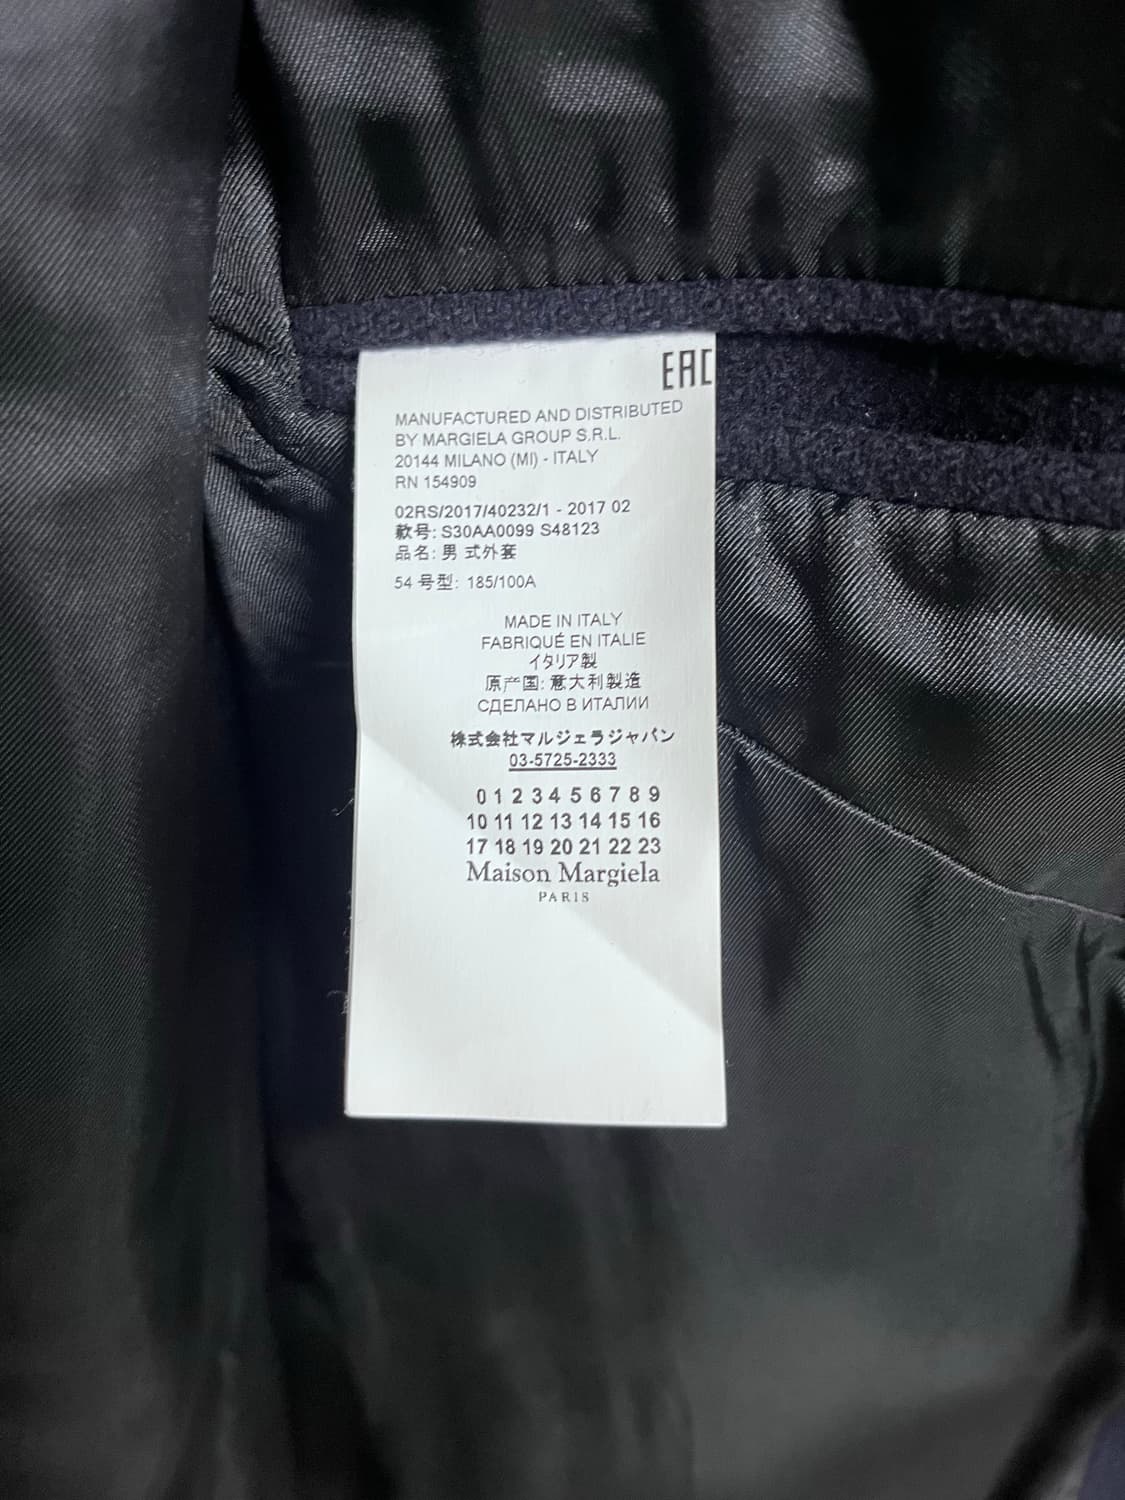 EAC
MANUFACTURED AND DISTRIBUTED
BY MARGIELA GROUP S.R.L.
20144 MILANO (MI) - ITALY
RN 154909
02RS/2017/40232/1 - 2017 02
款号: S30AA0099 S48123
品名: 男 式外套
54 号型: 185/100A
MADE IN ITALY
FABRIQUÉ EN ITALIE
イタリア製
原产国: 意大利製造
СДЕЛАНО В ИТАЛИИ
株式会社マルジェラジャパン
03-5725-2333
0 1 2 3 4 5 6 7 8 9
10 11 12 13 14 15 16
17 18 19 20 21 22 23
Maison Margiela
PARIS